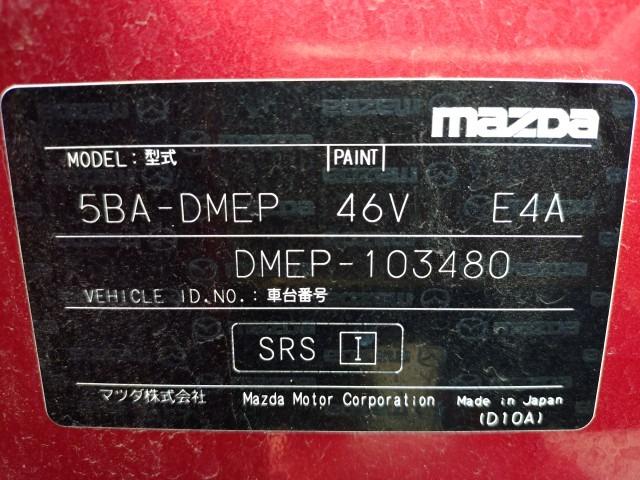 mazda
MODEL : 型式 PAINT
5BA-DMEP 46V E4A
DMEP-103480
VEHICLE ID.NO. : 車台番号
SRS I
マツダ株式会社 Mazda Motor Corporation Made in Japan
(D10A)